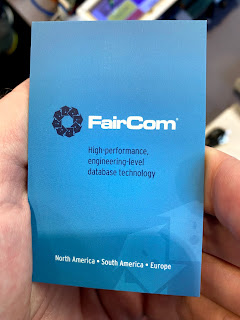 FairCom®
High-performance,
engineering-level
database technology
North America • South America • Europe